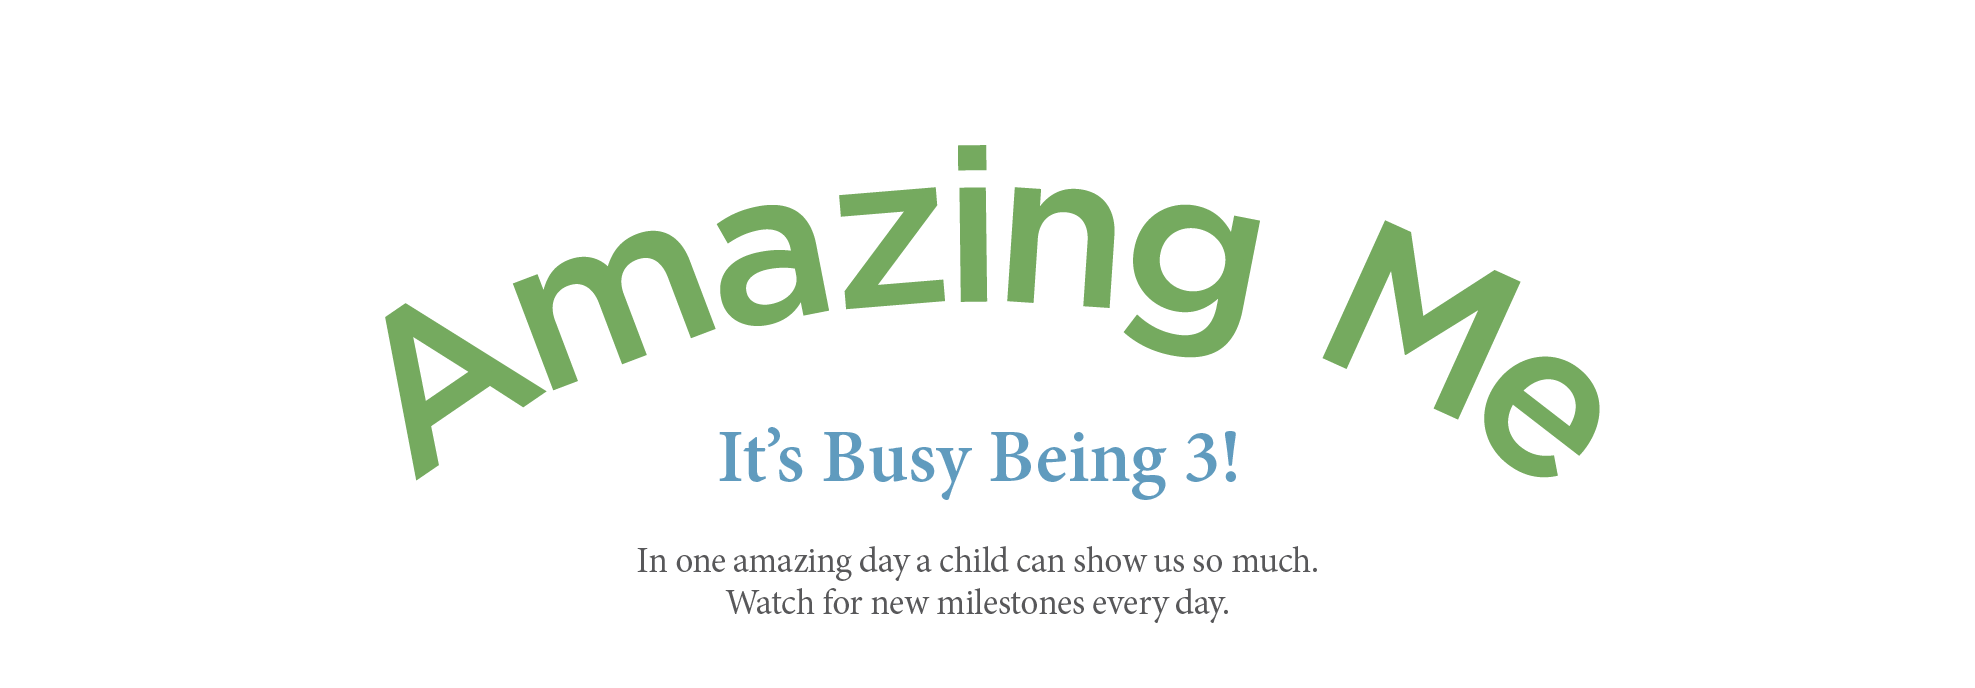 Amazing Me
It’s Busy Being 3!
In one amazing day a child can show us so much.
Watch for new milestones every day.